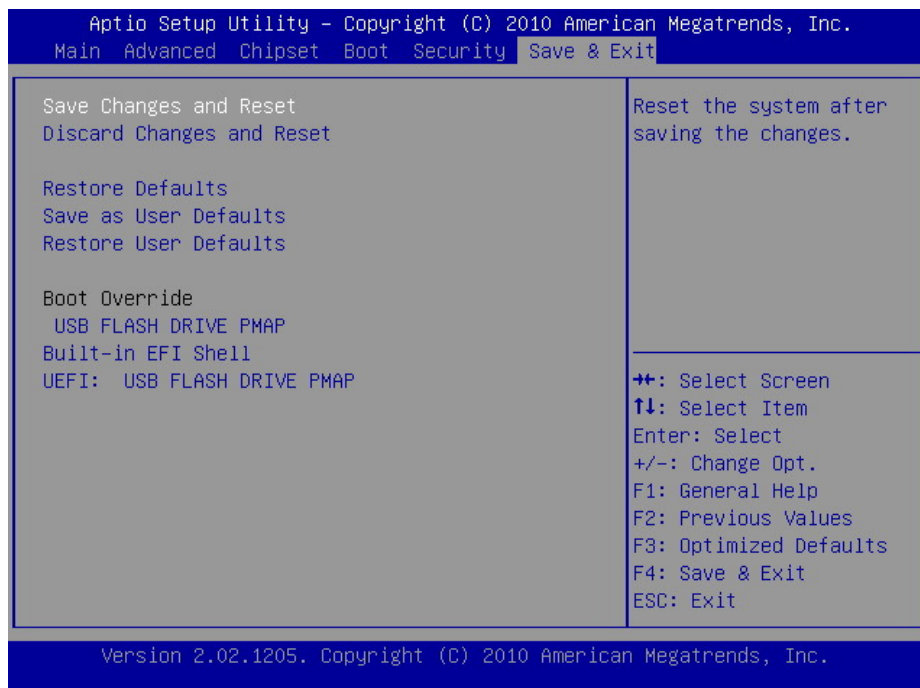 Aptio Setup Utility – Copyright (C) 2010 American Megatrends, Inc.
Main Advanced Chipset Boot Security Save & Exit
Save Changes and Reset
Discard Changes and Reset
Restore Defaults
Save as User Defaults
Restore User Defaults
Boot Override
USB FLASH DRIVE PMAP
Built-in EFI Shell
UEFI: USB FLASH DRIVE PMAP
Reset the system after
saving the changes.
→←: Select Screen
↑↓: Select Item
Enter: Select
+/-: Change Opt.
F1: General Help
F2: Previous Values
F3: Optimized Defaults
F4: Save & Exit
ESC: Exit
Version 2.02.1205. Copyright (C) 2010 American Megatrends, Inc.